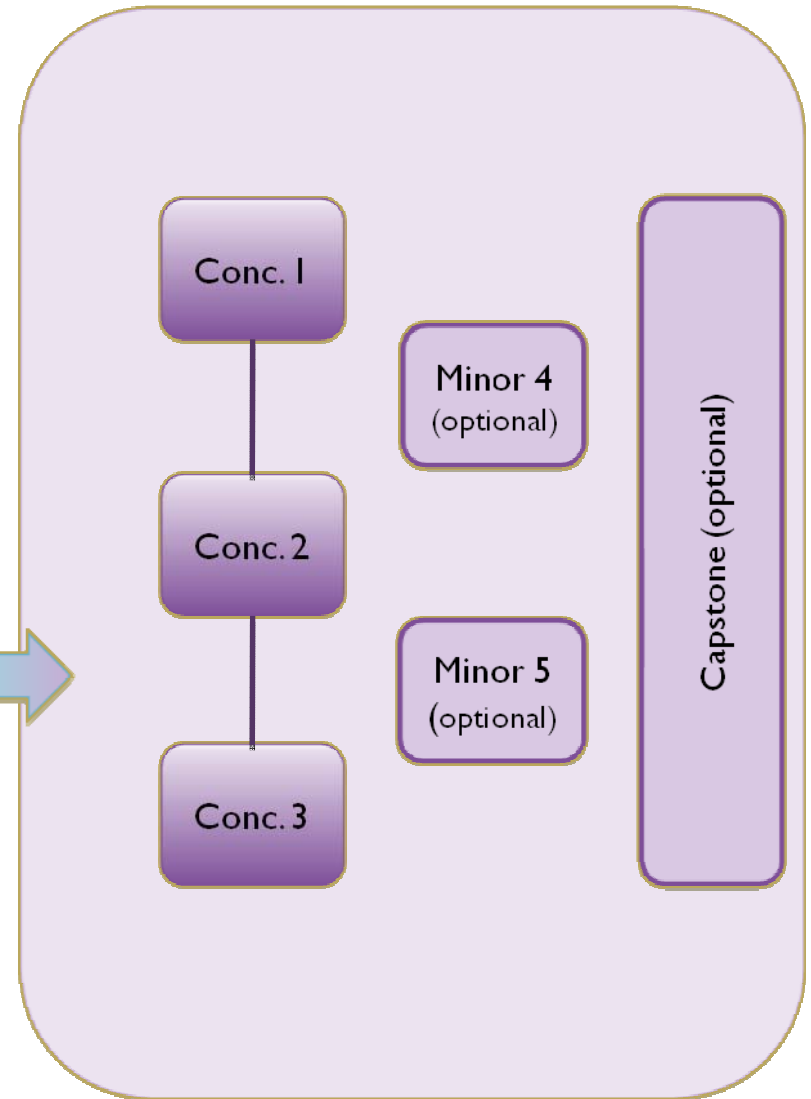 Conc. 1
Conc. 2
Conc. 3
Minor 4
(optional)
Minor 5
(optional)
Capstone (optional)